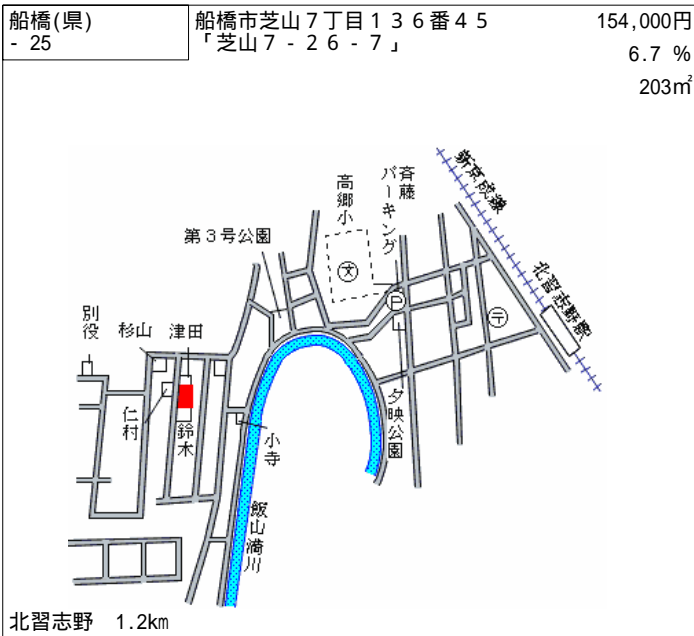 船橋(県)
- 25
船橋市芝山７丁目１３６番４５
「芝山７－２６－７」
154,000円
6.7 %
203㎡
新京成線
斉藤
パーキング
高郷小
第３号公園
文
P
〒
北習志野駅
別役
杉山
津田
仁村
鈴木
小寺
夕映公園
飯山満川
北習志野 1.2km